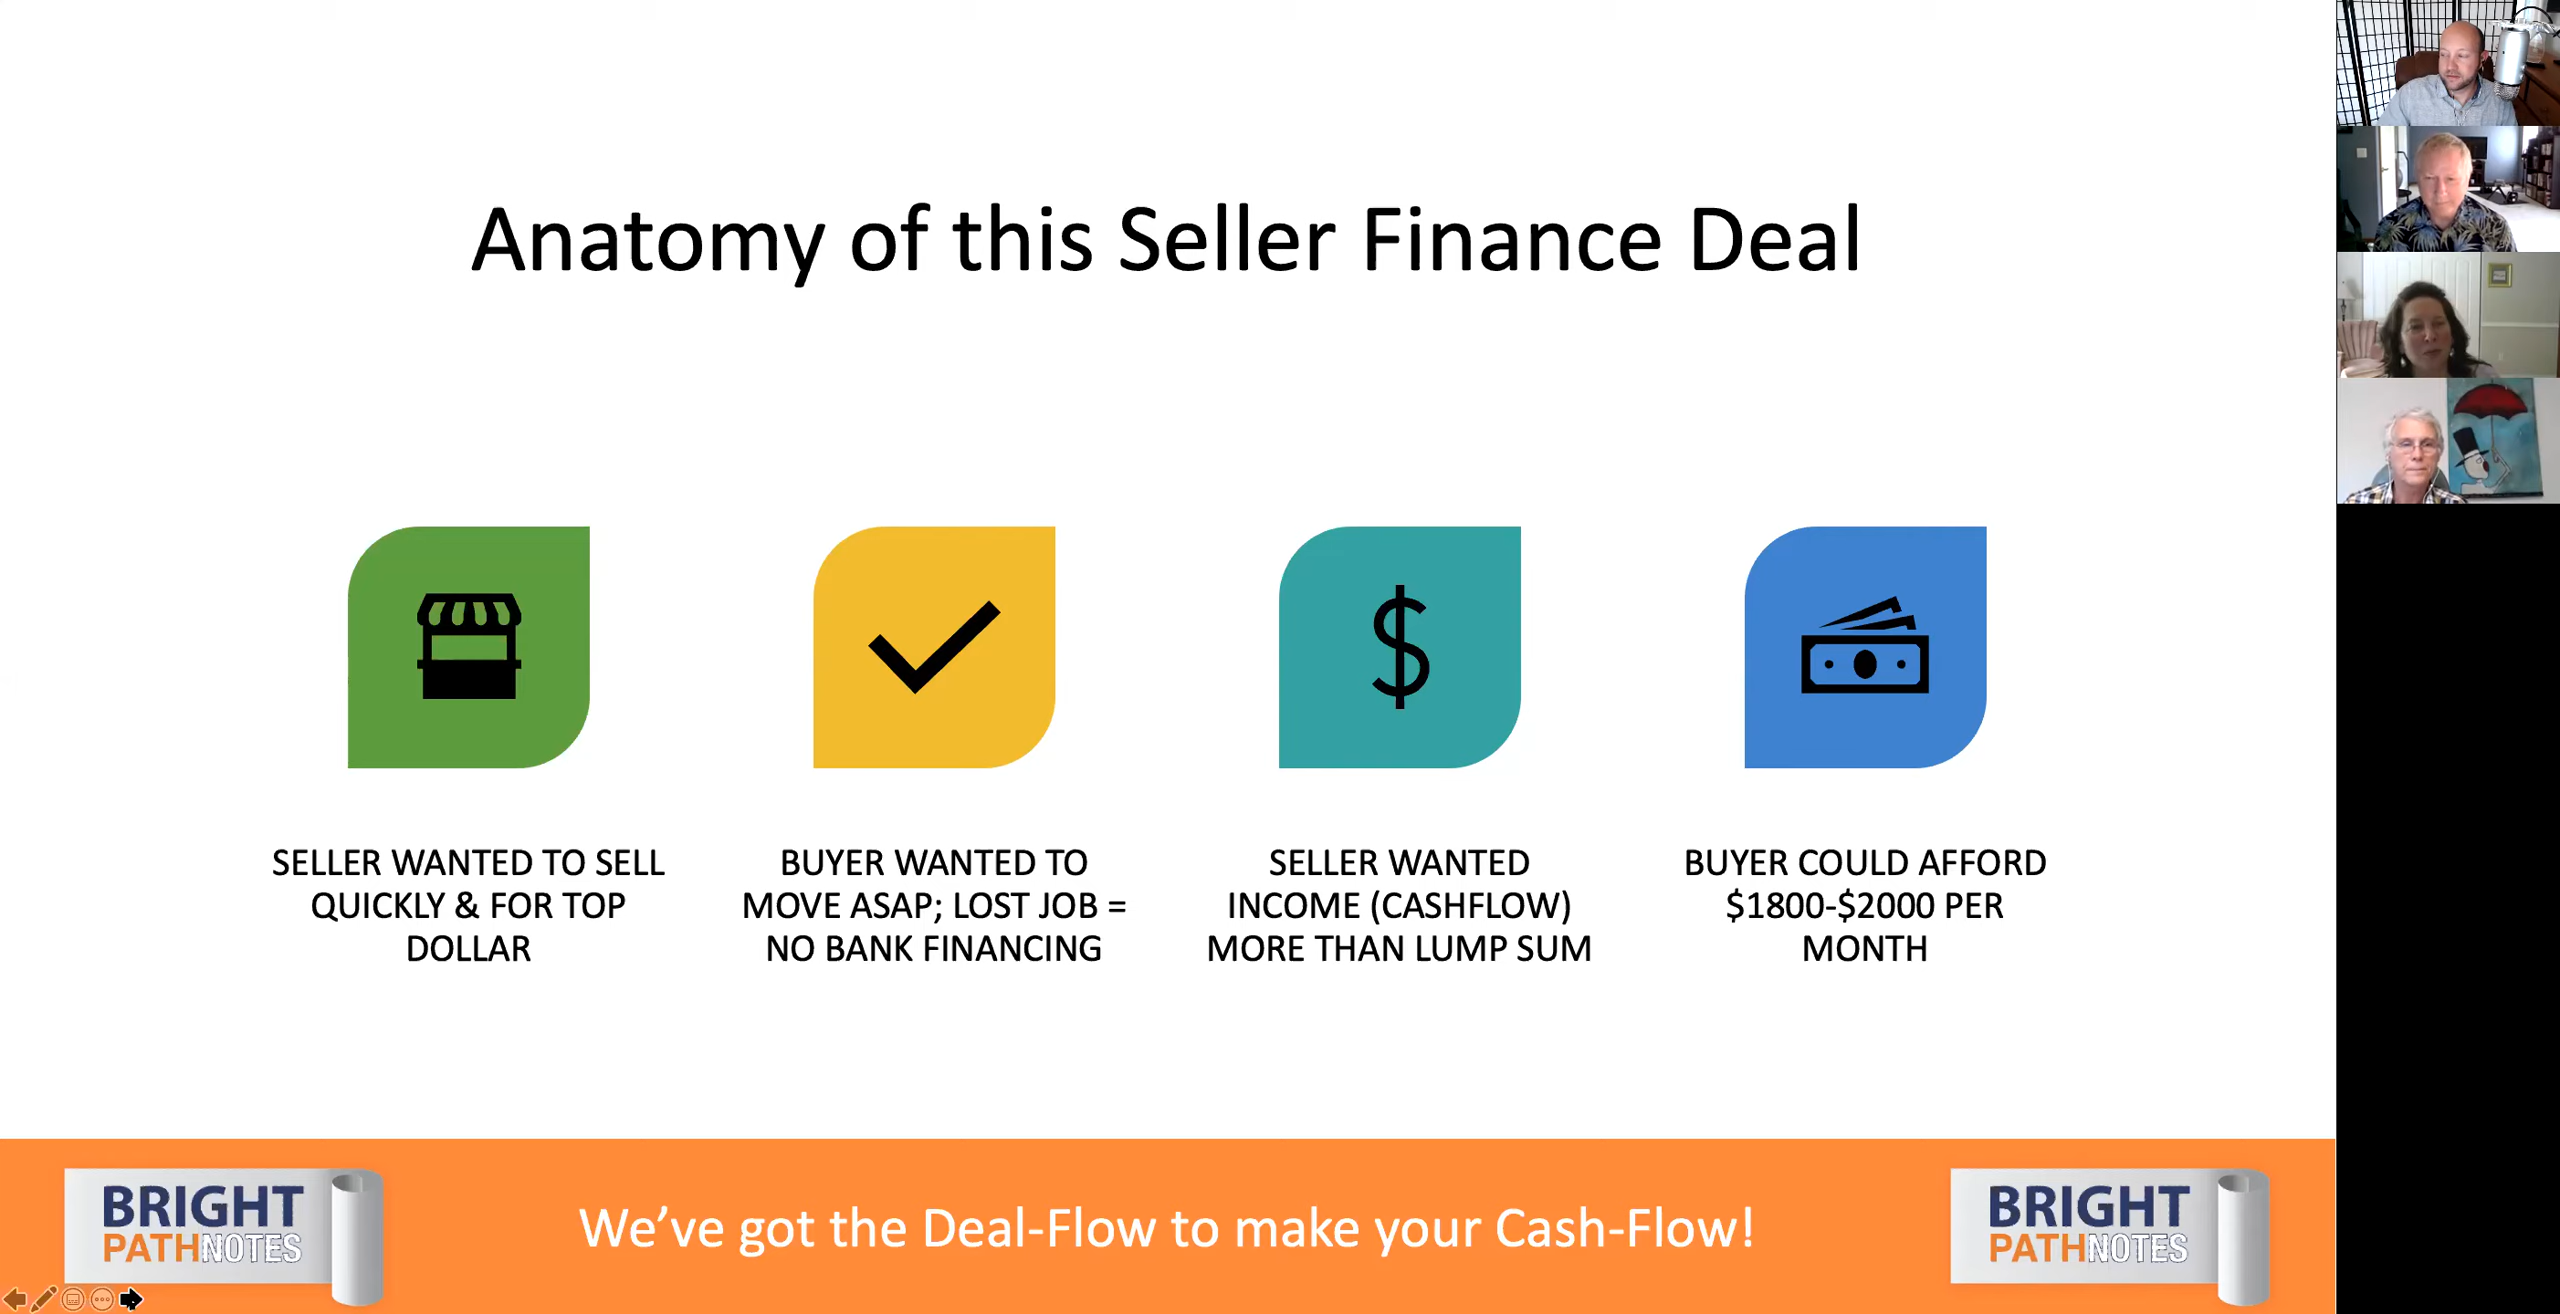 Anatomy of this Seller Finance Deal
SELLER WANTED TO SELL
QUICKLY & FOR TOP
DOLLAR
BUYER WANTED TO
MOVE ASAP; LOST JOB =
NO BANK FINANCING
SELLER WANTED
INCOME (CASHFLOW)
MORE THAN LUMP SUM
BUYER COULD AFFORD
$1800-$2000 PER
MONTH
BRIGHT
PATHNOTES
We’ve got the Deal-Flow to make your Cash-Flow!
BRIGHT
PATHNOTES